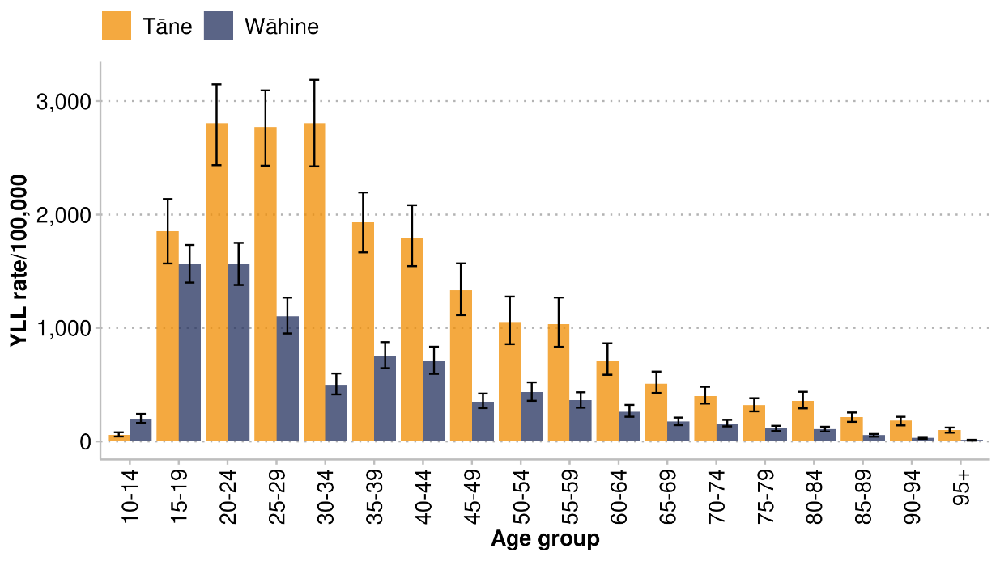 Tāne Wāhine
3,000
2,000
1,000
0
YLL rate/100,000
10-14 15-19 20-24 25-29 30-34 35-39 40-44 45-49 50-54 55-59 60-64 65-69 70-74 75-79 80-84 85-89 90-94 95+
Age group